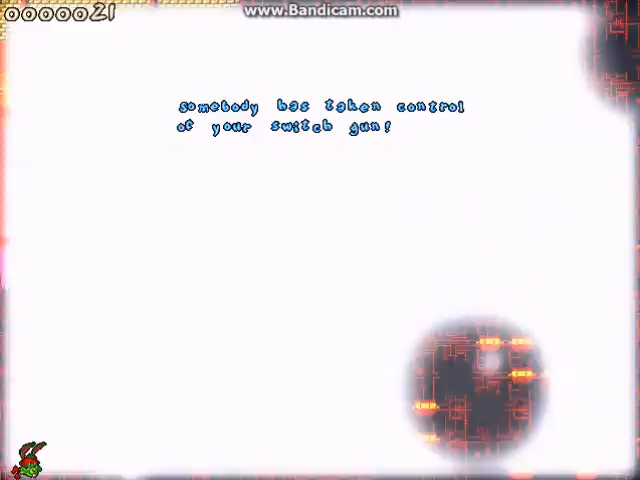 www.Bandicam.com
00000021
somebody has taken control
of your switch gun!